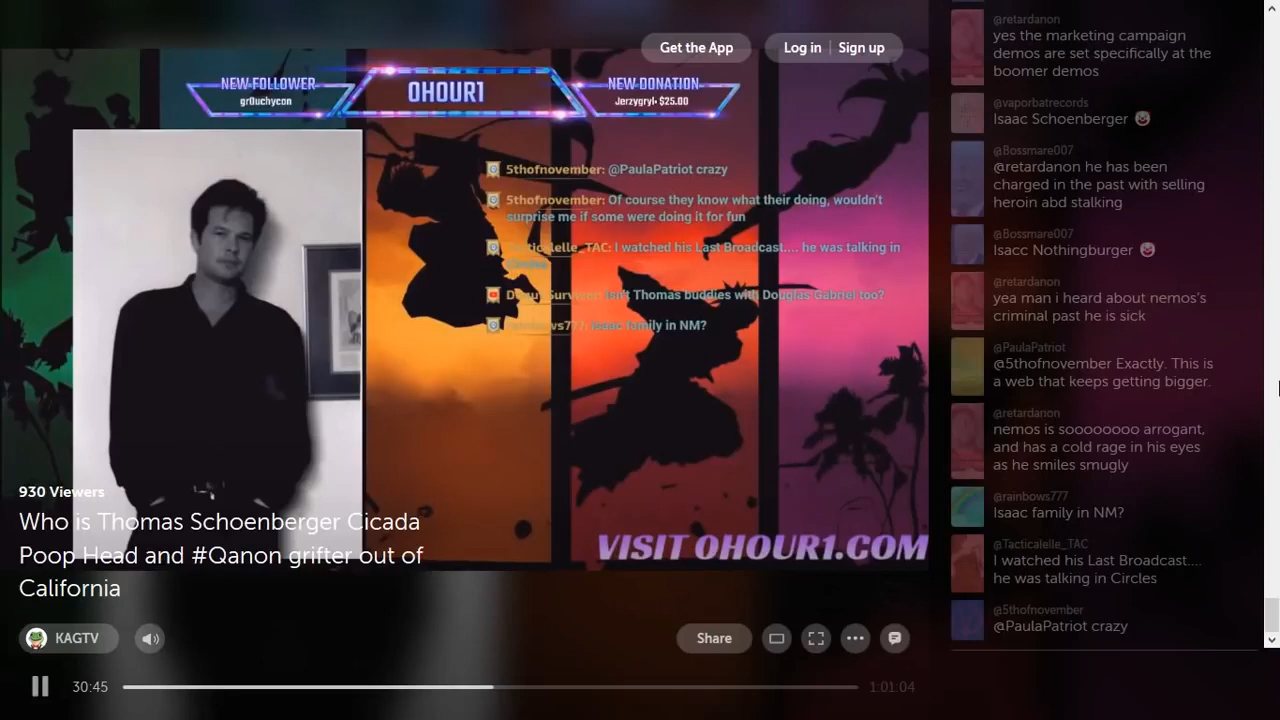 Get the App
Log in
Sign up
NEW FOLLOWER
gr0uchycon
OHOUR1
NEW DONATION
Jerzygryl• $25.00
5thofnovember: @PaulaPatriot crazy
5thofnovember: Of course they know what their doing, wouldn't
surprise me if some were doing it for fun
Tacticalelle_TAC: I watched his Last Broadcast.... he was talking in
isn't Thomas buddies with Douglas Gabriel too?
rainbows777: Isaac family in NM?
VISIT OHOUR1.COM
930 Viewers
Who is Thomas Schoenberger Cicada
Poop Head and #Qanon grifter out of
California
KAGTV
Share
30:45
1:01:04
@retardanon
yes the marketing campaign
demos are set specifically at the
boomer demos
@vaporbatrecords
Isaac Schoenberger 🤡
@Bossmare007
@retardanon he has been
charged in the past with selling
heroin abd stalking
@Bossmare007
Isacc Nothingburger 🤡
@retardanon
yea man i heard about nemos's
criminal past he is sick
@PaulaPatriot
@5thofnovember Exactly. This is
a web that keeps getting bigger.
@retardanon
nemos is soooooooo arrogant,
and has a cold rage in his eyes
as he smiles smugly
@rainbows777
Isaac family in NM?
@Tacticalelle_TAC
I watched his Last Broadcast....
he was talking in Circles
@5thofnovember
@PaulaPatriot crazy